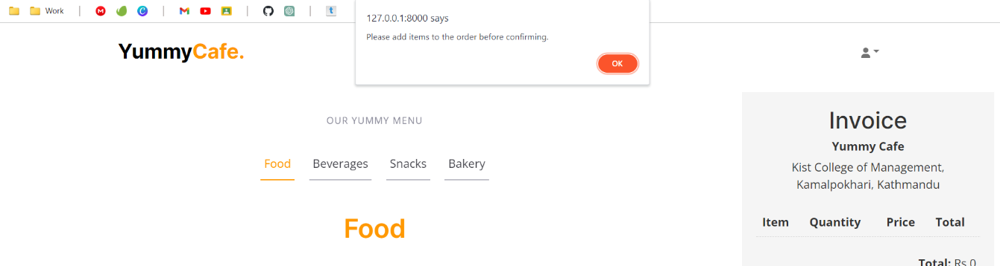 Work
127.0.0.1:8000 says
Please add items to the order before confirming.
OK
YummyCafe.
OUR YUMMY MENU
Food Beverages Snacks Bakery
Food
Invoice
Yummy Cafe
Kist College of Management,
Kamalpokhari, Kathmandu
Item Quantity Price Total
Total: Rs 0